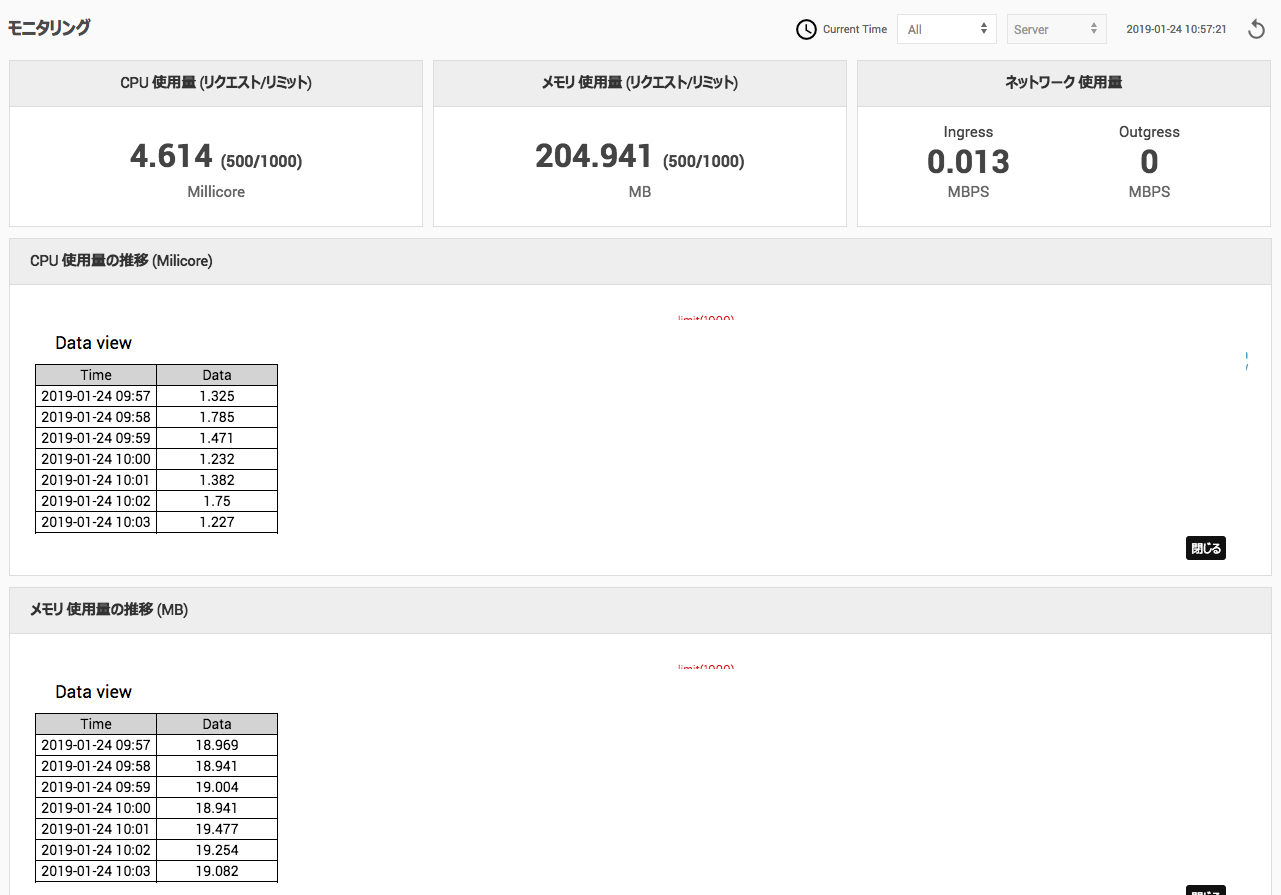 モニタリング
Current Time
All
Server
2019-01-24 10:57:21
CPU 使用量 (リクエスト/リミット)
4.614 (500/1000)
Millicore
メモリ 使用量 (リクエスト/リミット)
204.941 (500/1000)
MB
ネットワーク 使用量
Ingress Outgress
0.013 0
MBPS MBPS
CPU 使用量の推移 (Milicore)
limit(1000)
Data view
Time Data
2019-01-24 09:57 1.325
2019-01-24 09:58 1.785
2019-01-24 09:59 1.471
2019-01-24 10:00 1.232
2019-01-24 10:01 1.382
2019-01-24 10:02 1.75
2019-01-24 10:03 1.227
閉じる
メモリ 使用量の推移 (MB)
limit(1000)
Data view
Time Data
2019-01-24 09:57 18.969
2019-01-24 09:58 18.941
2019-01-24 09:59 19.004
2019-01-24 10:00 18.941
2019-01-24 10:01 19.477
2019-01-24 10:02 19.254
2019-01-24 10:03 19.082
閉じる